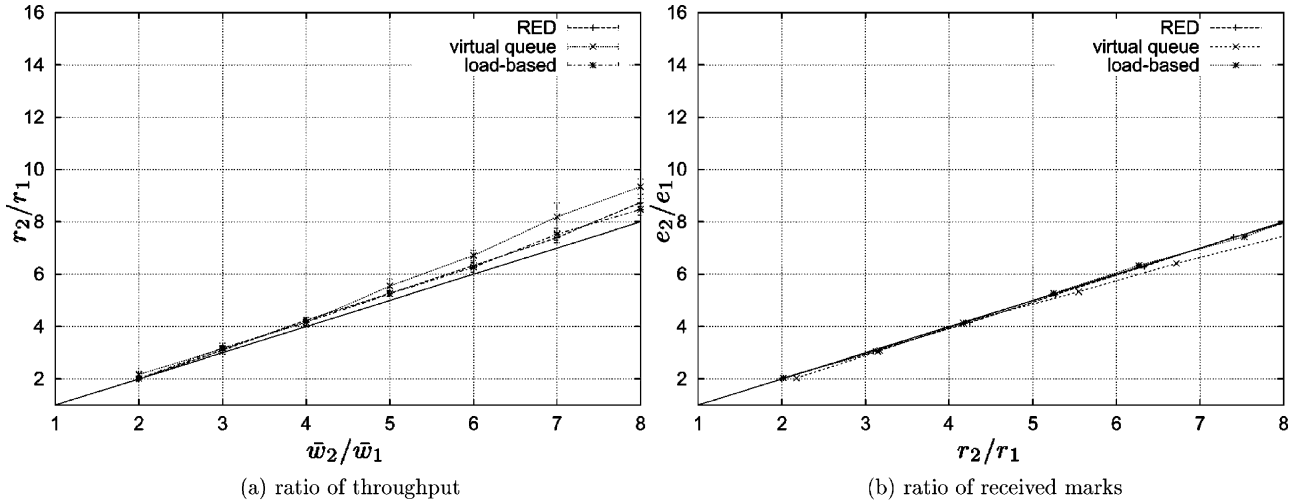 16
14
12
10
8
6
4
2
r₂/r₁
RED
virtual queue
load-based
1 2 3 4 5 6 7 8
w̄₂/w̄₁
(a) ratio of throughput
16
14
12
10
8
6
4
2
e₂/e₁
RED
virtual queue
load-based
1 2 3 4 5 6 7 8
r₂/r₁
(b) ratio of received marks